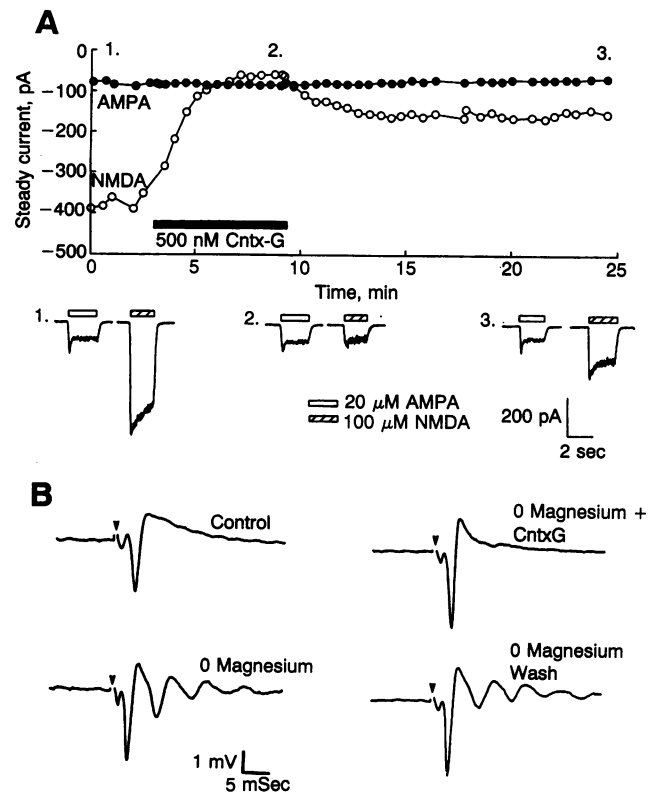 A
0
1.
2.
3.
−100
AMPA
−200
−300
NMDA
−400
−500
Steady current, pA
500 nM Cntx-G
0
5
10
15
20
25
Time, min
1.
2.
3.
20 μM AMPA
100 μM NMDA
200 pA
2 sec
B
Control
0 Magnesium +
CntxG
0 Magnesium
0 Magnesium
Wash
1 mV
5 mSec